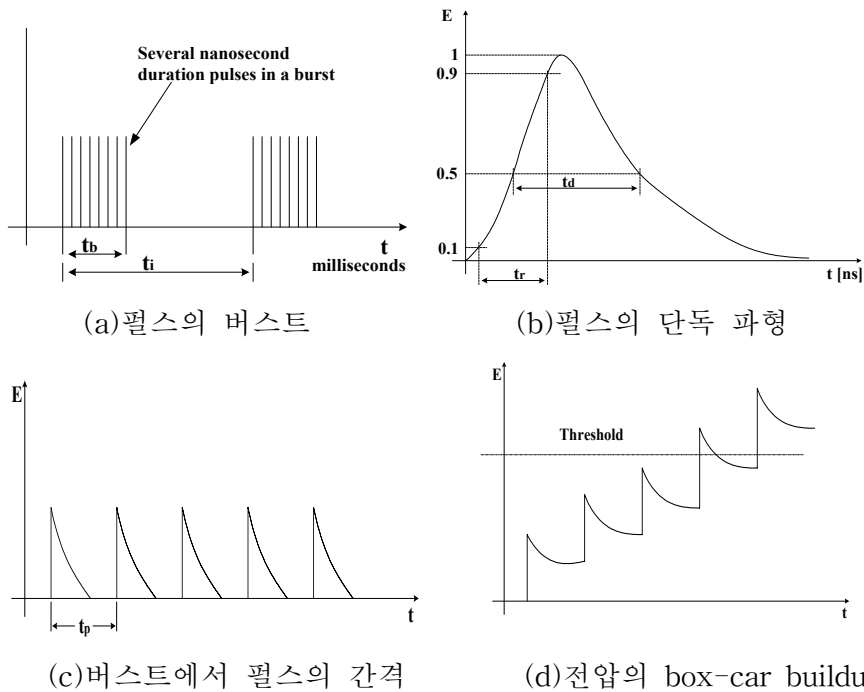 Several nanosecond
duration pulses in a burst
tb
ti
t
milliseconds
(a)펄스의 버스트
E
1
0.9
0.5
0.1
td
tr
t [ns]
(b)펄스의 단독 파형
E
tp
t
(c)버스트에서 펄스의 간격
E
Threshold
t
(d)전압의 box-car buildu